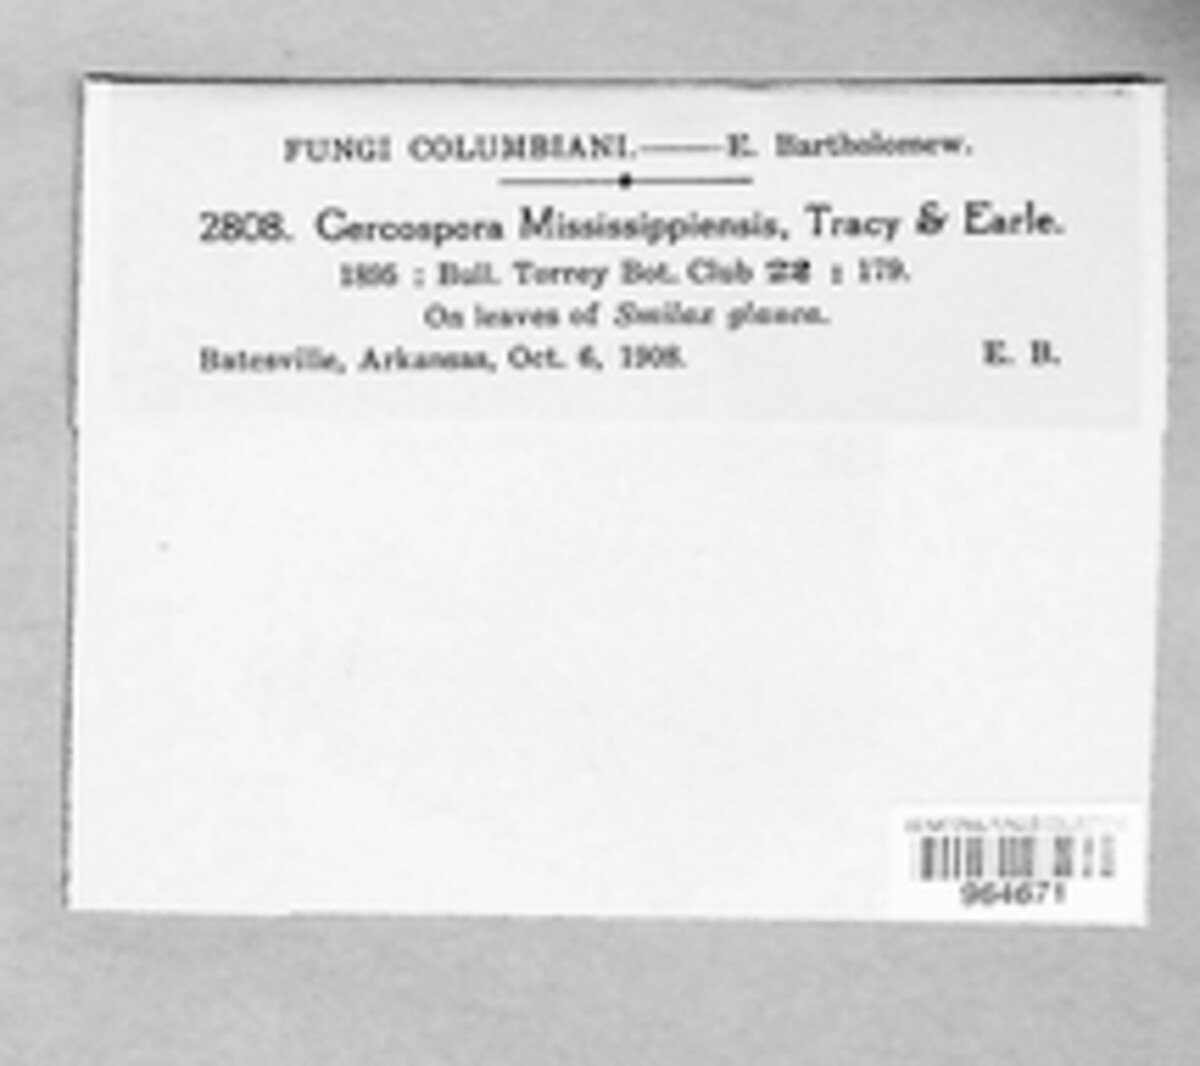 FUNGI COLUMBIANI.——E. Bartholomew.
2808. Cercospora Mississippiensis, Tracy & Earle.
1895 : Bull. Torrey Bot. Club 22 : 179.
On leaves of Smilax glauca.
Batesville, Arkansas, Oct. 6, 1908. E. B.
964671